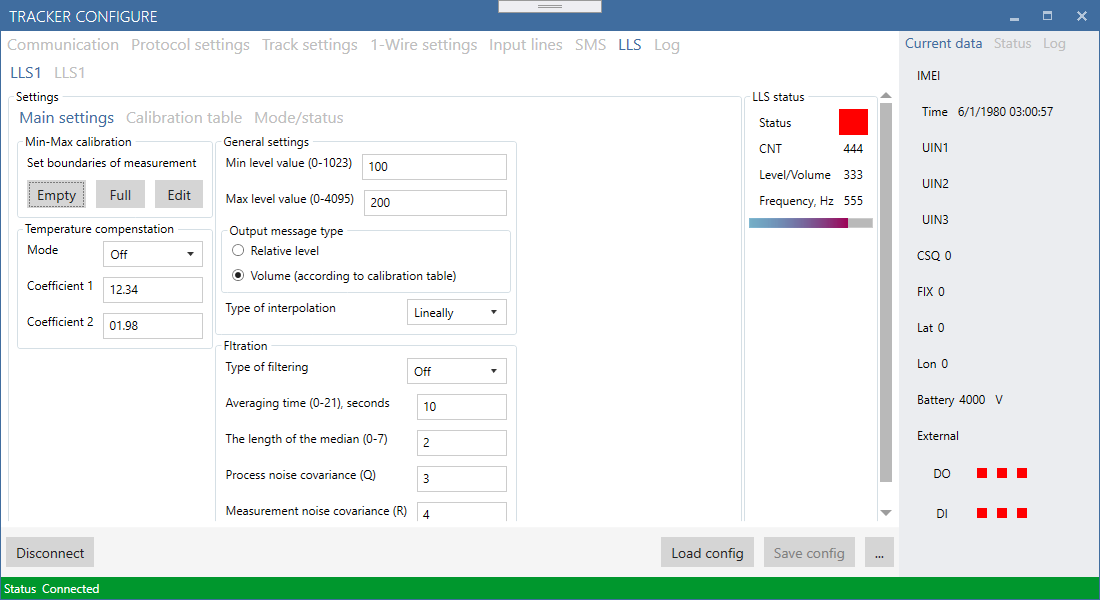 TRACKER CONFIGURE
Communication Protocol settings Track settings 1-Wire settings Input lines SMS LLS Log
LLS1 LLS1
Settings
Main settings Calibration table Mode/status
Min-Max calibration
Set boundaries of measurement
Empty Full Edit
Temperature compenstation
Mode Off
Coefficient 1 12.34
Coefficient 2 01.98
General settings
Min level value (0-1023) 100
Max level value (0-4095) 200
Output message type
Relative level
Volume (according to calibration table)
Type of interpolation Lineally
Fltration
Type of filtering Off
Averaging time (0-21), seconds 10
The length of the median (0-7) 2
Process noise covariance (Q) 3
Measurement noise covariance (R) 4
LLS status
Status
CNT 444
Level/Volume 333
Frequency, Hz 555
Current data Status Log
IMEI
Time 6/1/1980 03:00:57
UIN1
UIN2
UIN3
CSQ 0
FIX 0
Lat 0
Lon 0
Battery 4000 V
External
DO
DI
Disconnect Load config Save config ...
Status Connected